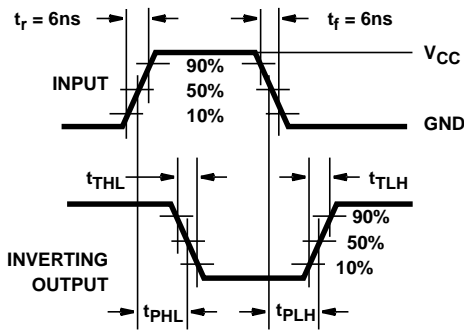 tr = 6ns
tf = 6ns
VCC
90%
INPUT
50%
10%
GND
tTHL
tTLH
90%
50%
INVERTING
10%
OUTPUT
tPHL
tPLH